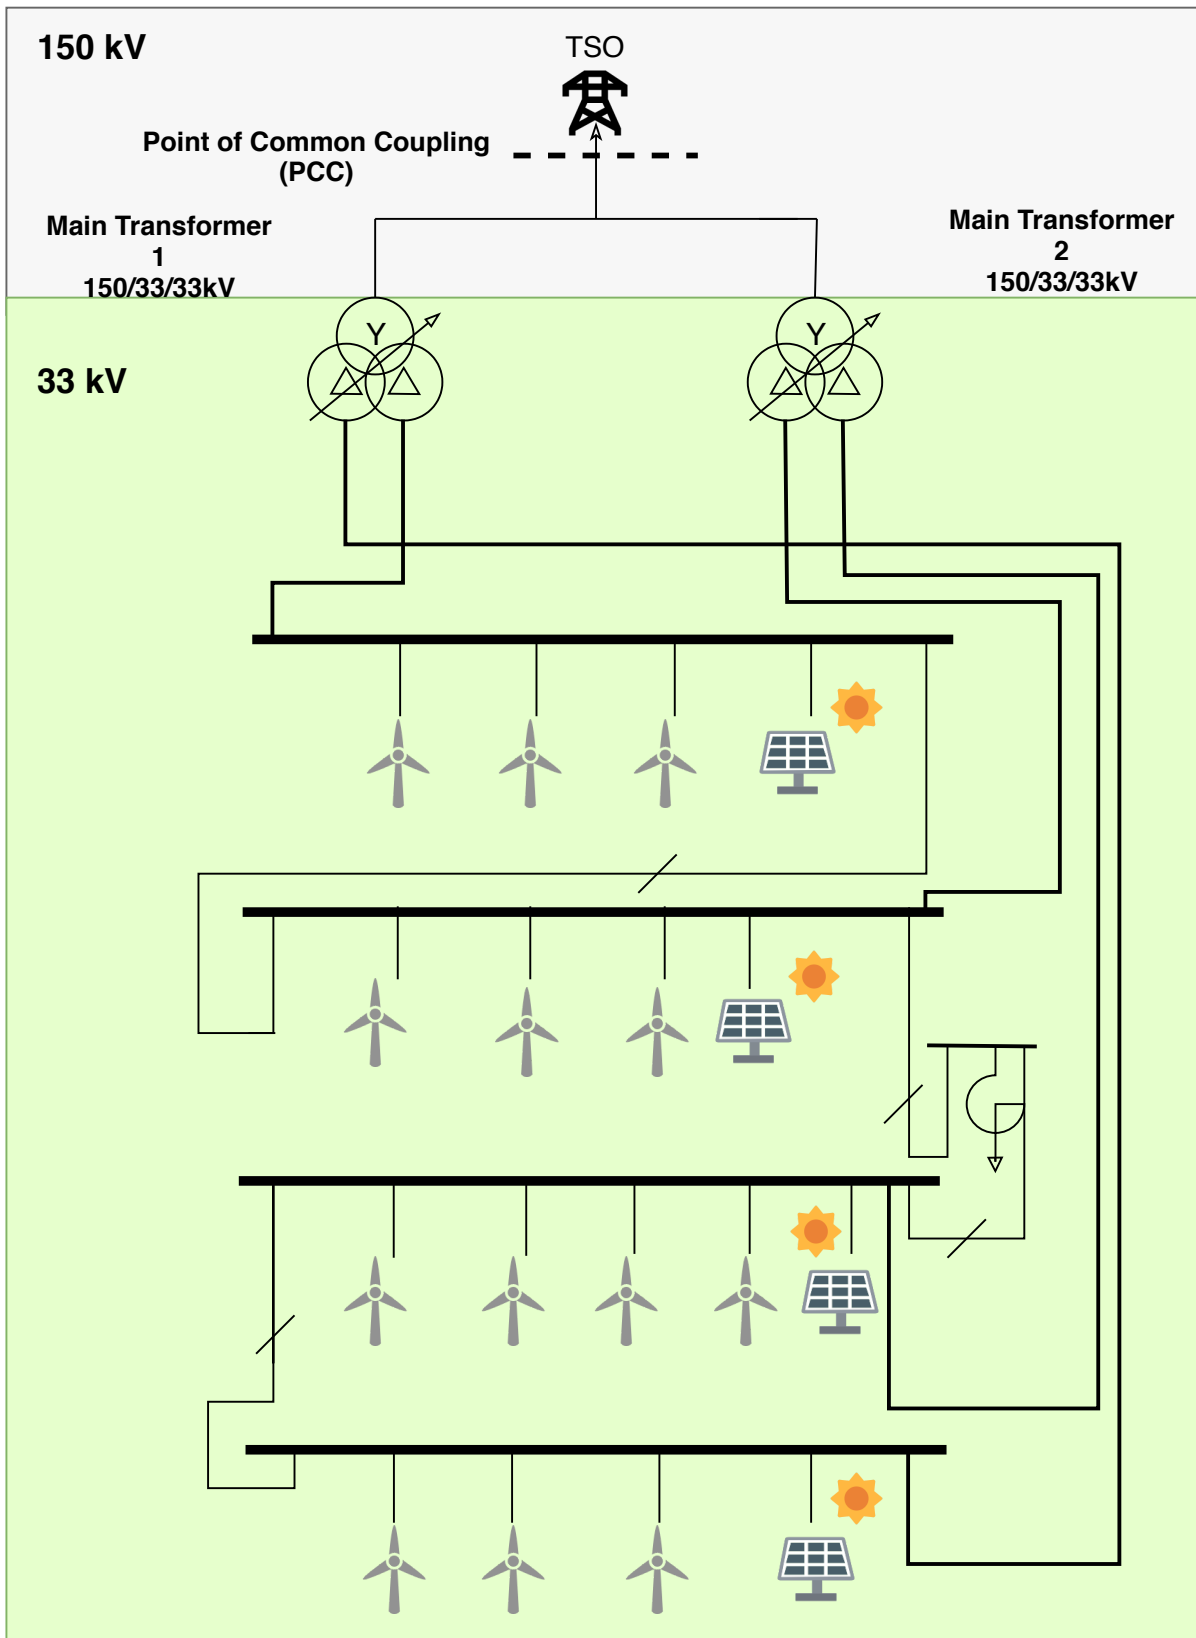 150 kV
TSO
Point of Common Coupling
(PCC)
Main Transformer
1
150/33/33kV
Main Transformer
2
150/33/33kV
Y
Y
33 kV